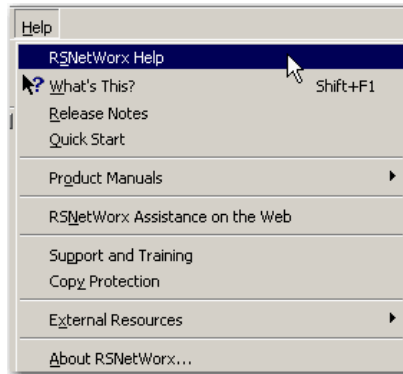 Help
RSNetWorx Help
What's This? Shift+F1
Release Notes
Quick Start
Product Manuals
RSNetWorx Assistance on the Web
Support and Training
Copy Protection
External Resources
About RSNetWorx...